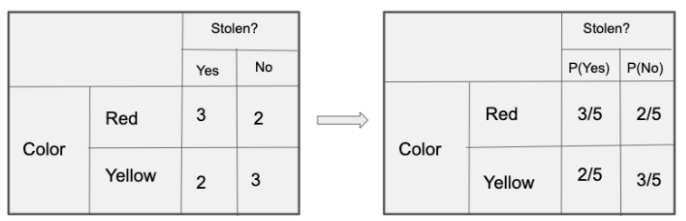 Stolen?
Yes No
Color
Red 3 2
Yellow 2 3
Stolen?
P(Yes) P(No)
Color
Red 3/5 2/5
Yellow 2/5 3/5